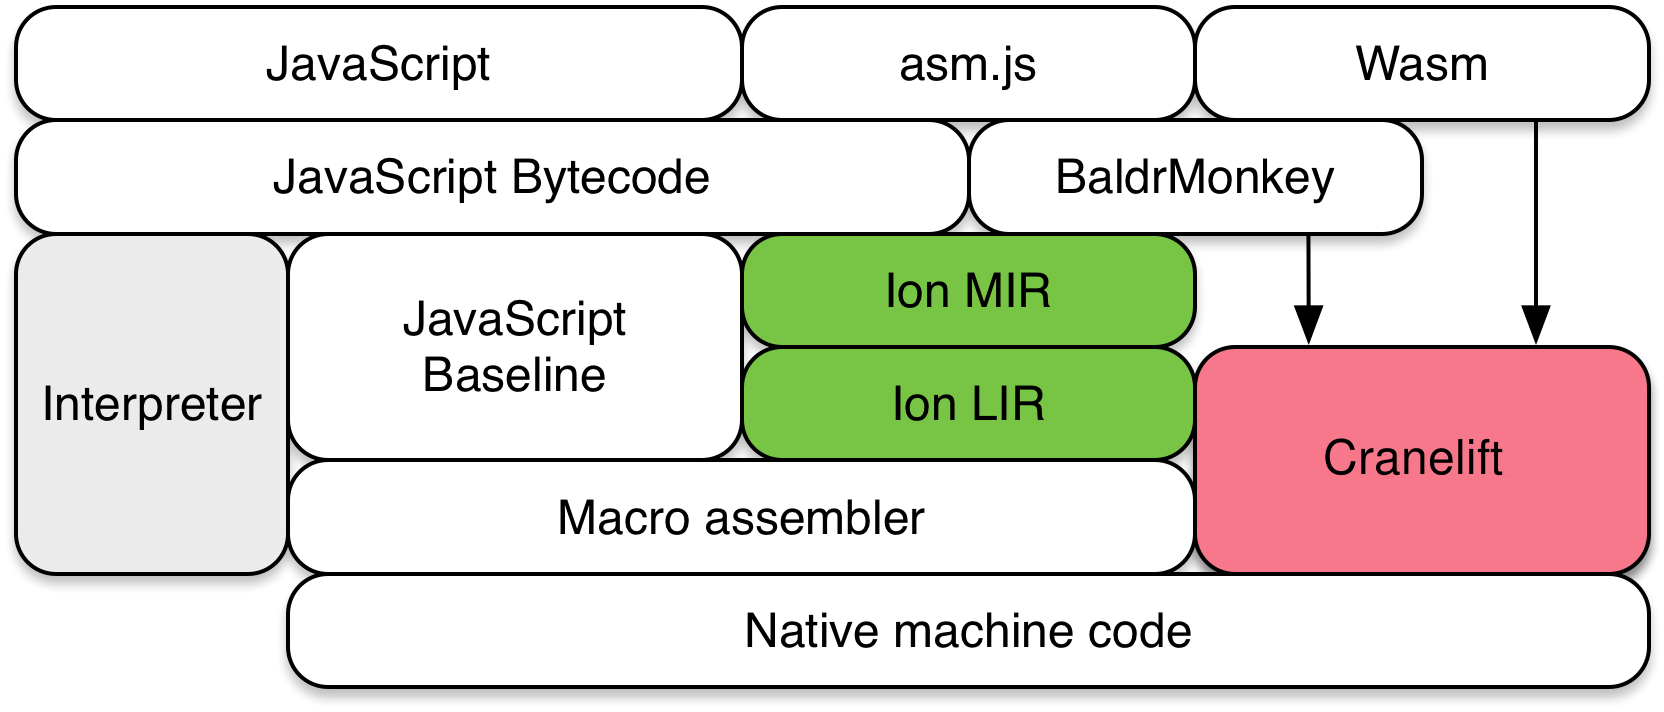 JavaScript
asm.js
Wasm
JavaScript Bytecode
BaldrMonkey
Interpreter
JavaScript
Baseline
Ion MIR
Ion LIR
Cranelift
Macro assembler
Native machine code